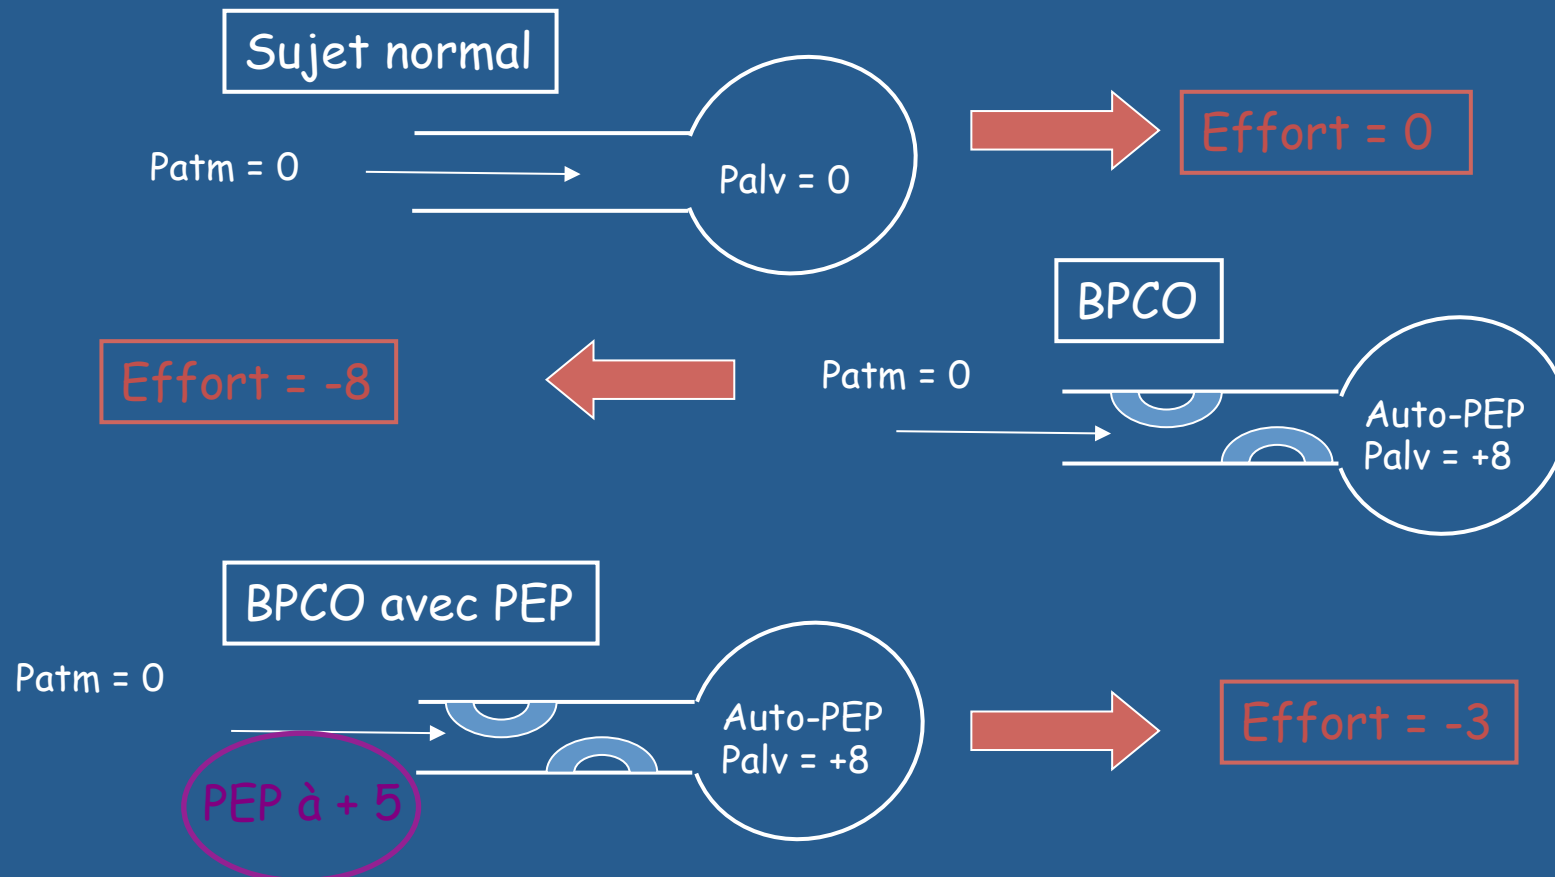 Sujet normal
Patm = 0
Palv = 0
Effort = 0
BPCO
Effort = -8
Patm = 0
Auto-PEP
Palv = +8
BPCO avec PEP
Patm = 0
Auto-PEP
Palv = +8
Effort = -3
PEP à + 5